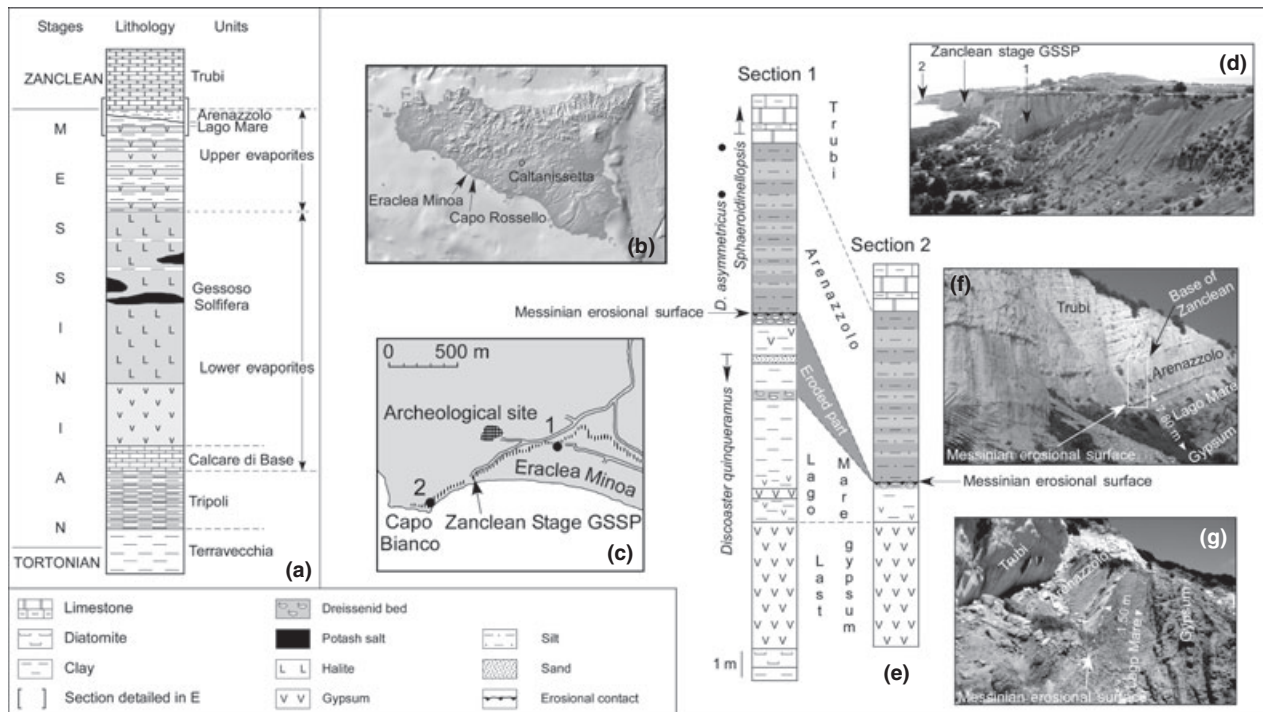 Stages Lithology Units
ZANCLEAN
Trubi
Arenazzolo
Lago Mare
Upper evaporites
Gessoso
Solfifera
Lower evaporites
Calcare di Base
Tripoli
Terravecchia
M
E
S
S
I
N
I
A
N
TORTONIAN
(a)
Caltanissetta
Eraclea Minoa
Capo Rossello
(b)
0 500 m
Archeological site
1
Eraclea Minoa
2
Capo
Bianco
Zanclean Stage GSSP
(c)
Zanclean stage GSSP
2
1
(d)
Section 1
Trubi
D. asymmetricus
Sphaeroidinellopsis
Arenazzolo
Section 2
Messinian erosional surface
Eroded part
Discoaster quinqueramus
Lago
Mare
Messinian erosional surface
Last
gypsum
1 m
(e)
(f)
Trubi
Base of
Zanclean
Arenazzolo
Lago Mare
Gypsum
Messinian erosional surface
(g)
Trubi
Arenazzolo
Lago Mare
1.50 m
Gypsum
Messinian erosional surface
Limestone
Diatomite
Clay
Section detailed in E
Dreissenid bed
Potash salt
L L Halite
V V Gypsum
Silt
Sand
Erosional contact